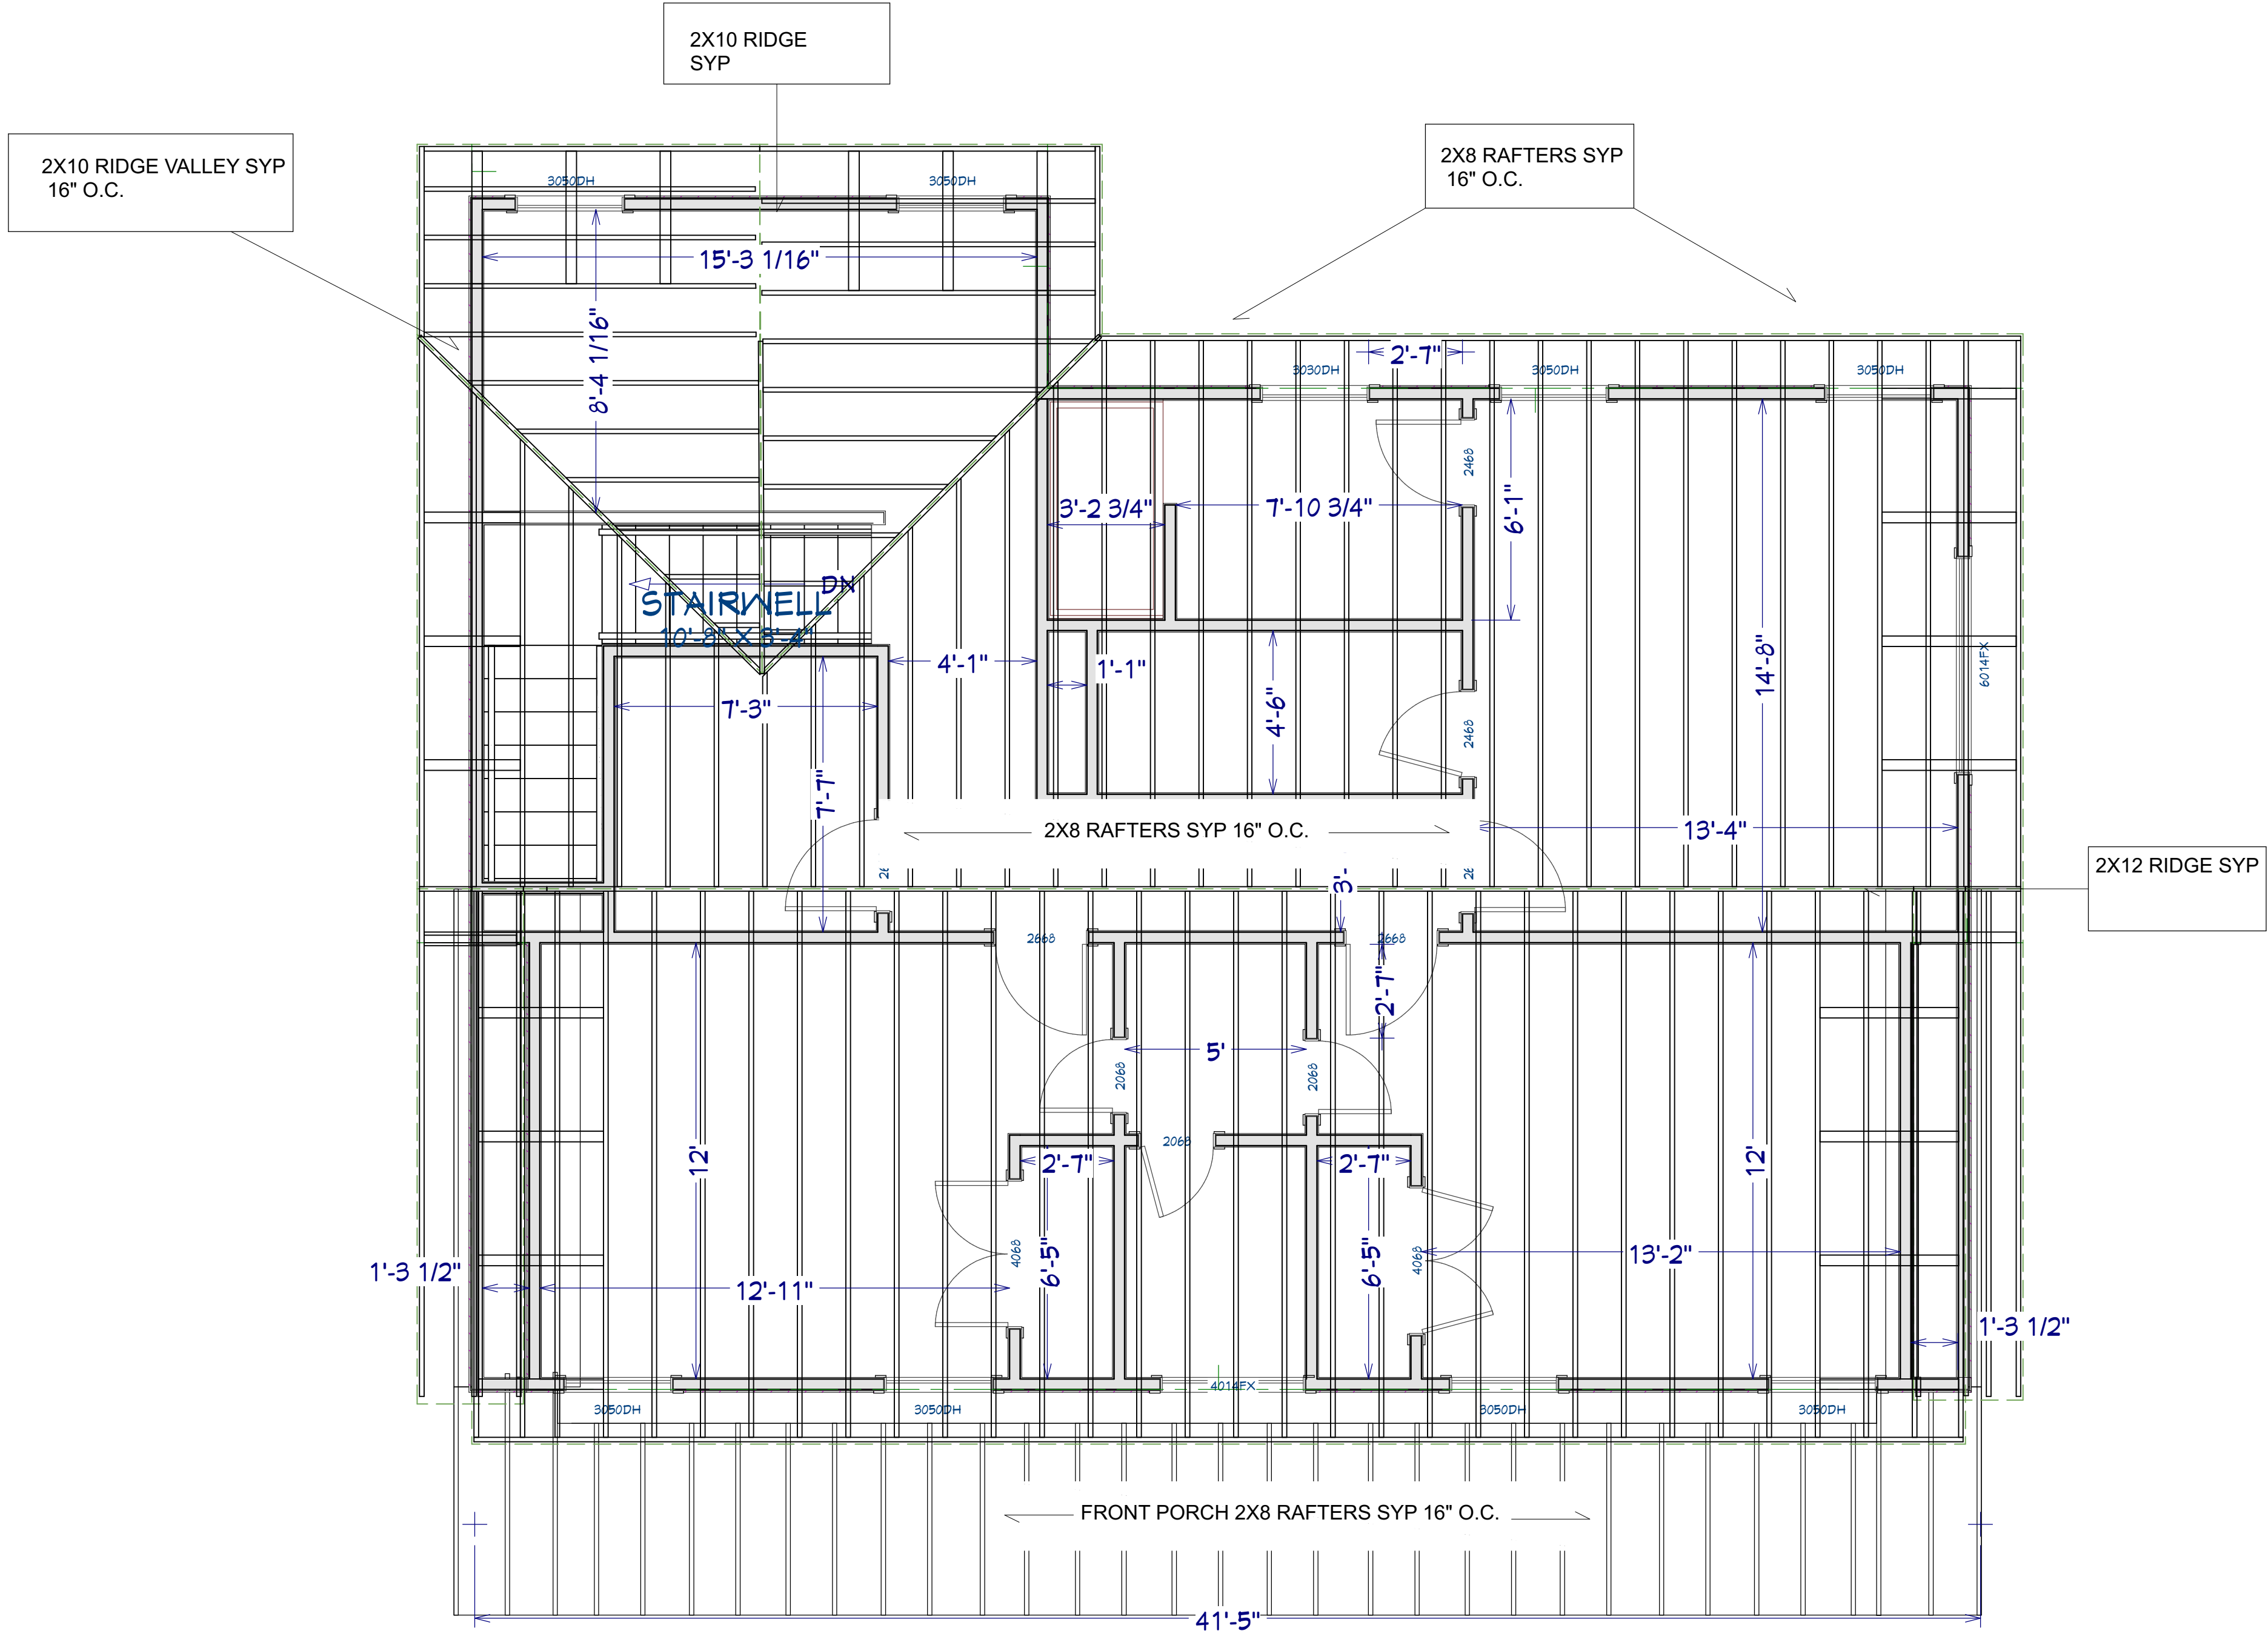 2X10 RIDGE
SYP
2X10 RIDGE VALLEY SYP
16" O.C.
2X8 RAFTERS SYP
16" O.C.
3050DH
3050DH
15'-3 1/16"
8'-4 1/16"
2'-7"
3030DH
3050DH
3050DH
2468
3'-2 3/4"
7'-10 3/4"
6'-1"
DN
STAIRWELL
10'-8" X 8'-4"
4'-1"
1'-1"
14'-8"
6014FX
7'-3"
4'-6"
2468
7'-7"
2X8 RAFTERS SYP 16" O.C.
13'-4"
2X12 RIDGE SYP
3'-
2668
2668
2'-7"
5'
2068
2068
2068
12'
2'-7"
2'-7"
12'
4068
6'-5"
6'-5"
4068
13'-2"
1'-3 1/2"
12'-11"
1'-3 1/2"
4014FX
3050DH
3050DH
3050DH
3050DH
FRONT PORCH 2X8 RAFTERS SYP 16" O.C.
41'-5"